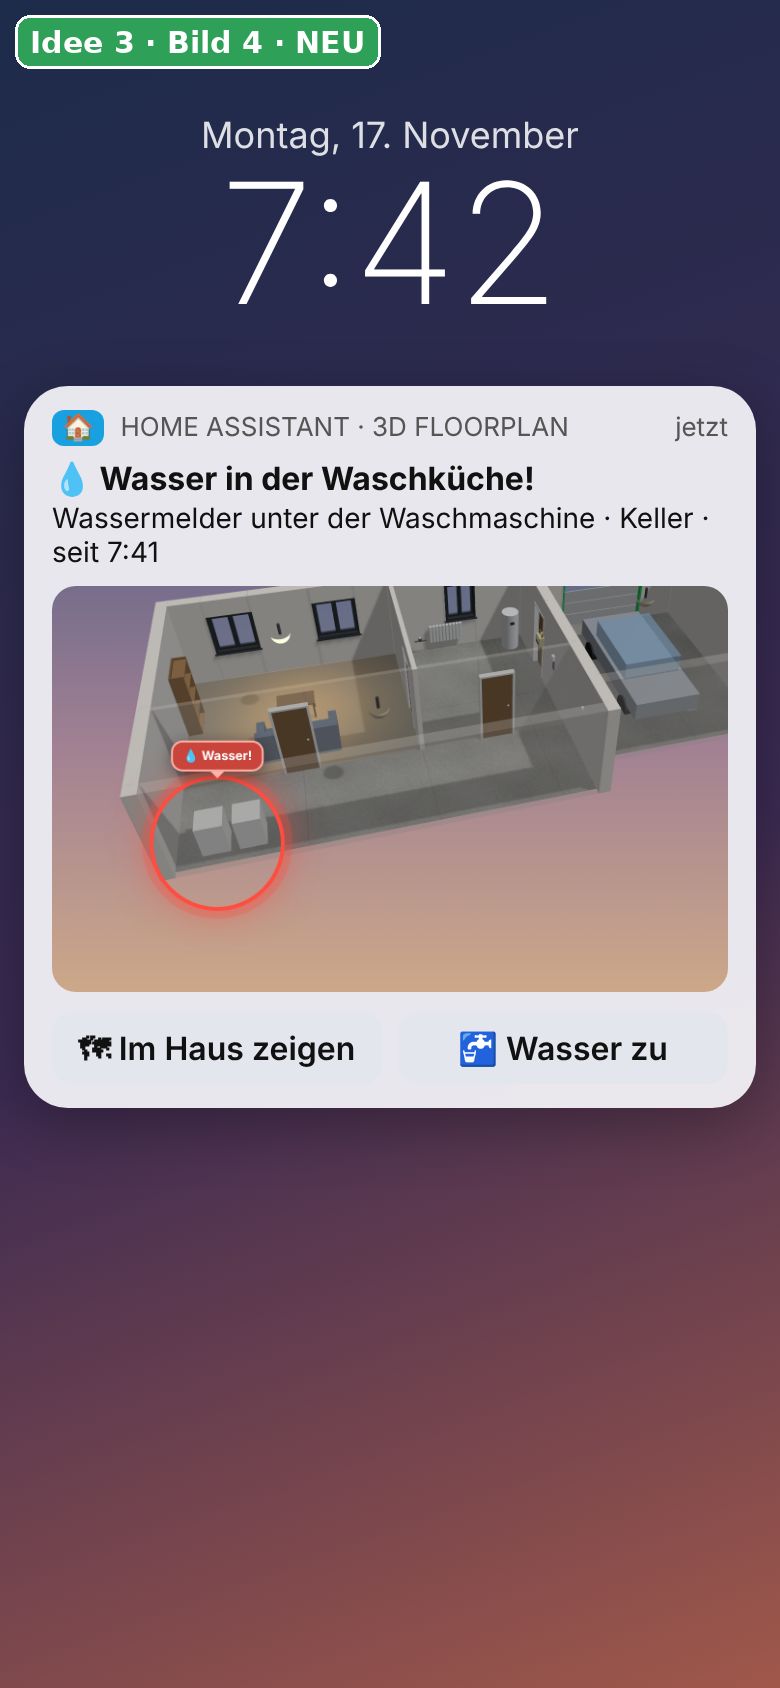 Idee 3 · Bild 4 · NEU
Montag, 17. November
7:42
HOME ASSISTANT · 3D FLOORPLAN jetzt
💧 Wasser in der Waschküche!
Wassermelder unter der Waschmaschine · Keller ·
seit 7:41
💧 Wasser!
🗺 Im Haus zeigen
🚰 Wasser zu